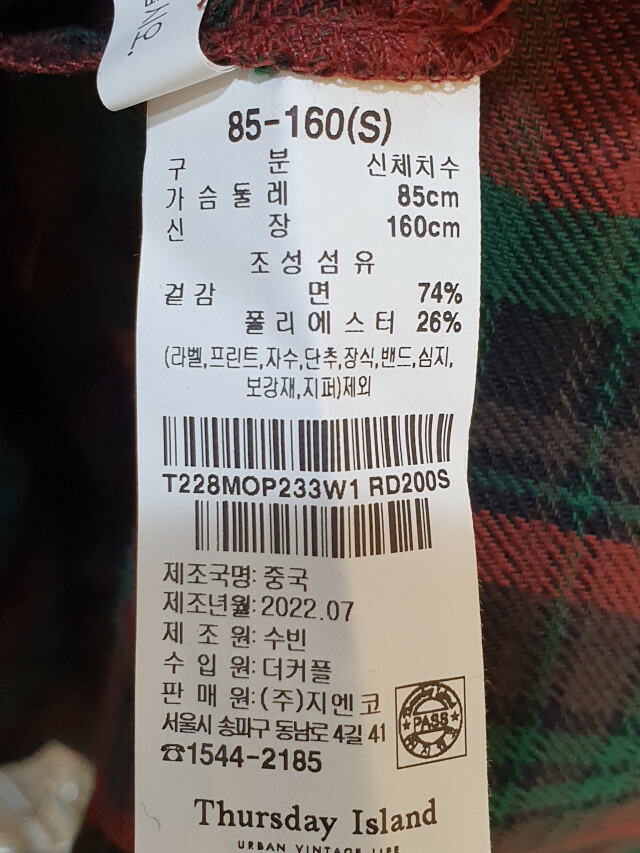 세요.
85-160(S)
구 분 신체치수
가슴둘레 85cm
신 장 160cm
조성섬유
겉감 면 74%
폴리에스터 26%
(라벨,프린트,자수,단추,장식,밴드,심지,
보강재,지퍼)제외
T228MOP233W1 RD200S
제조국명: 중국
제조년월: 2022.07
제 조 원: 수빈
수 입 원: 더커플
판 매 원: (주)지엔코
서울시 송파구 동남로 4길 41
☎1544-2185
PASS
Thursday Island
URBAN VINTAGE LIFE